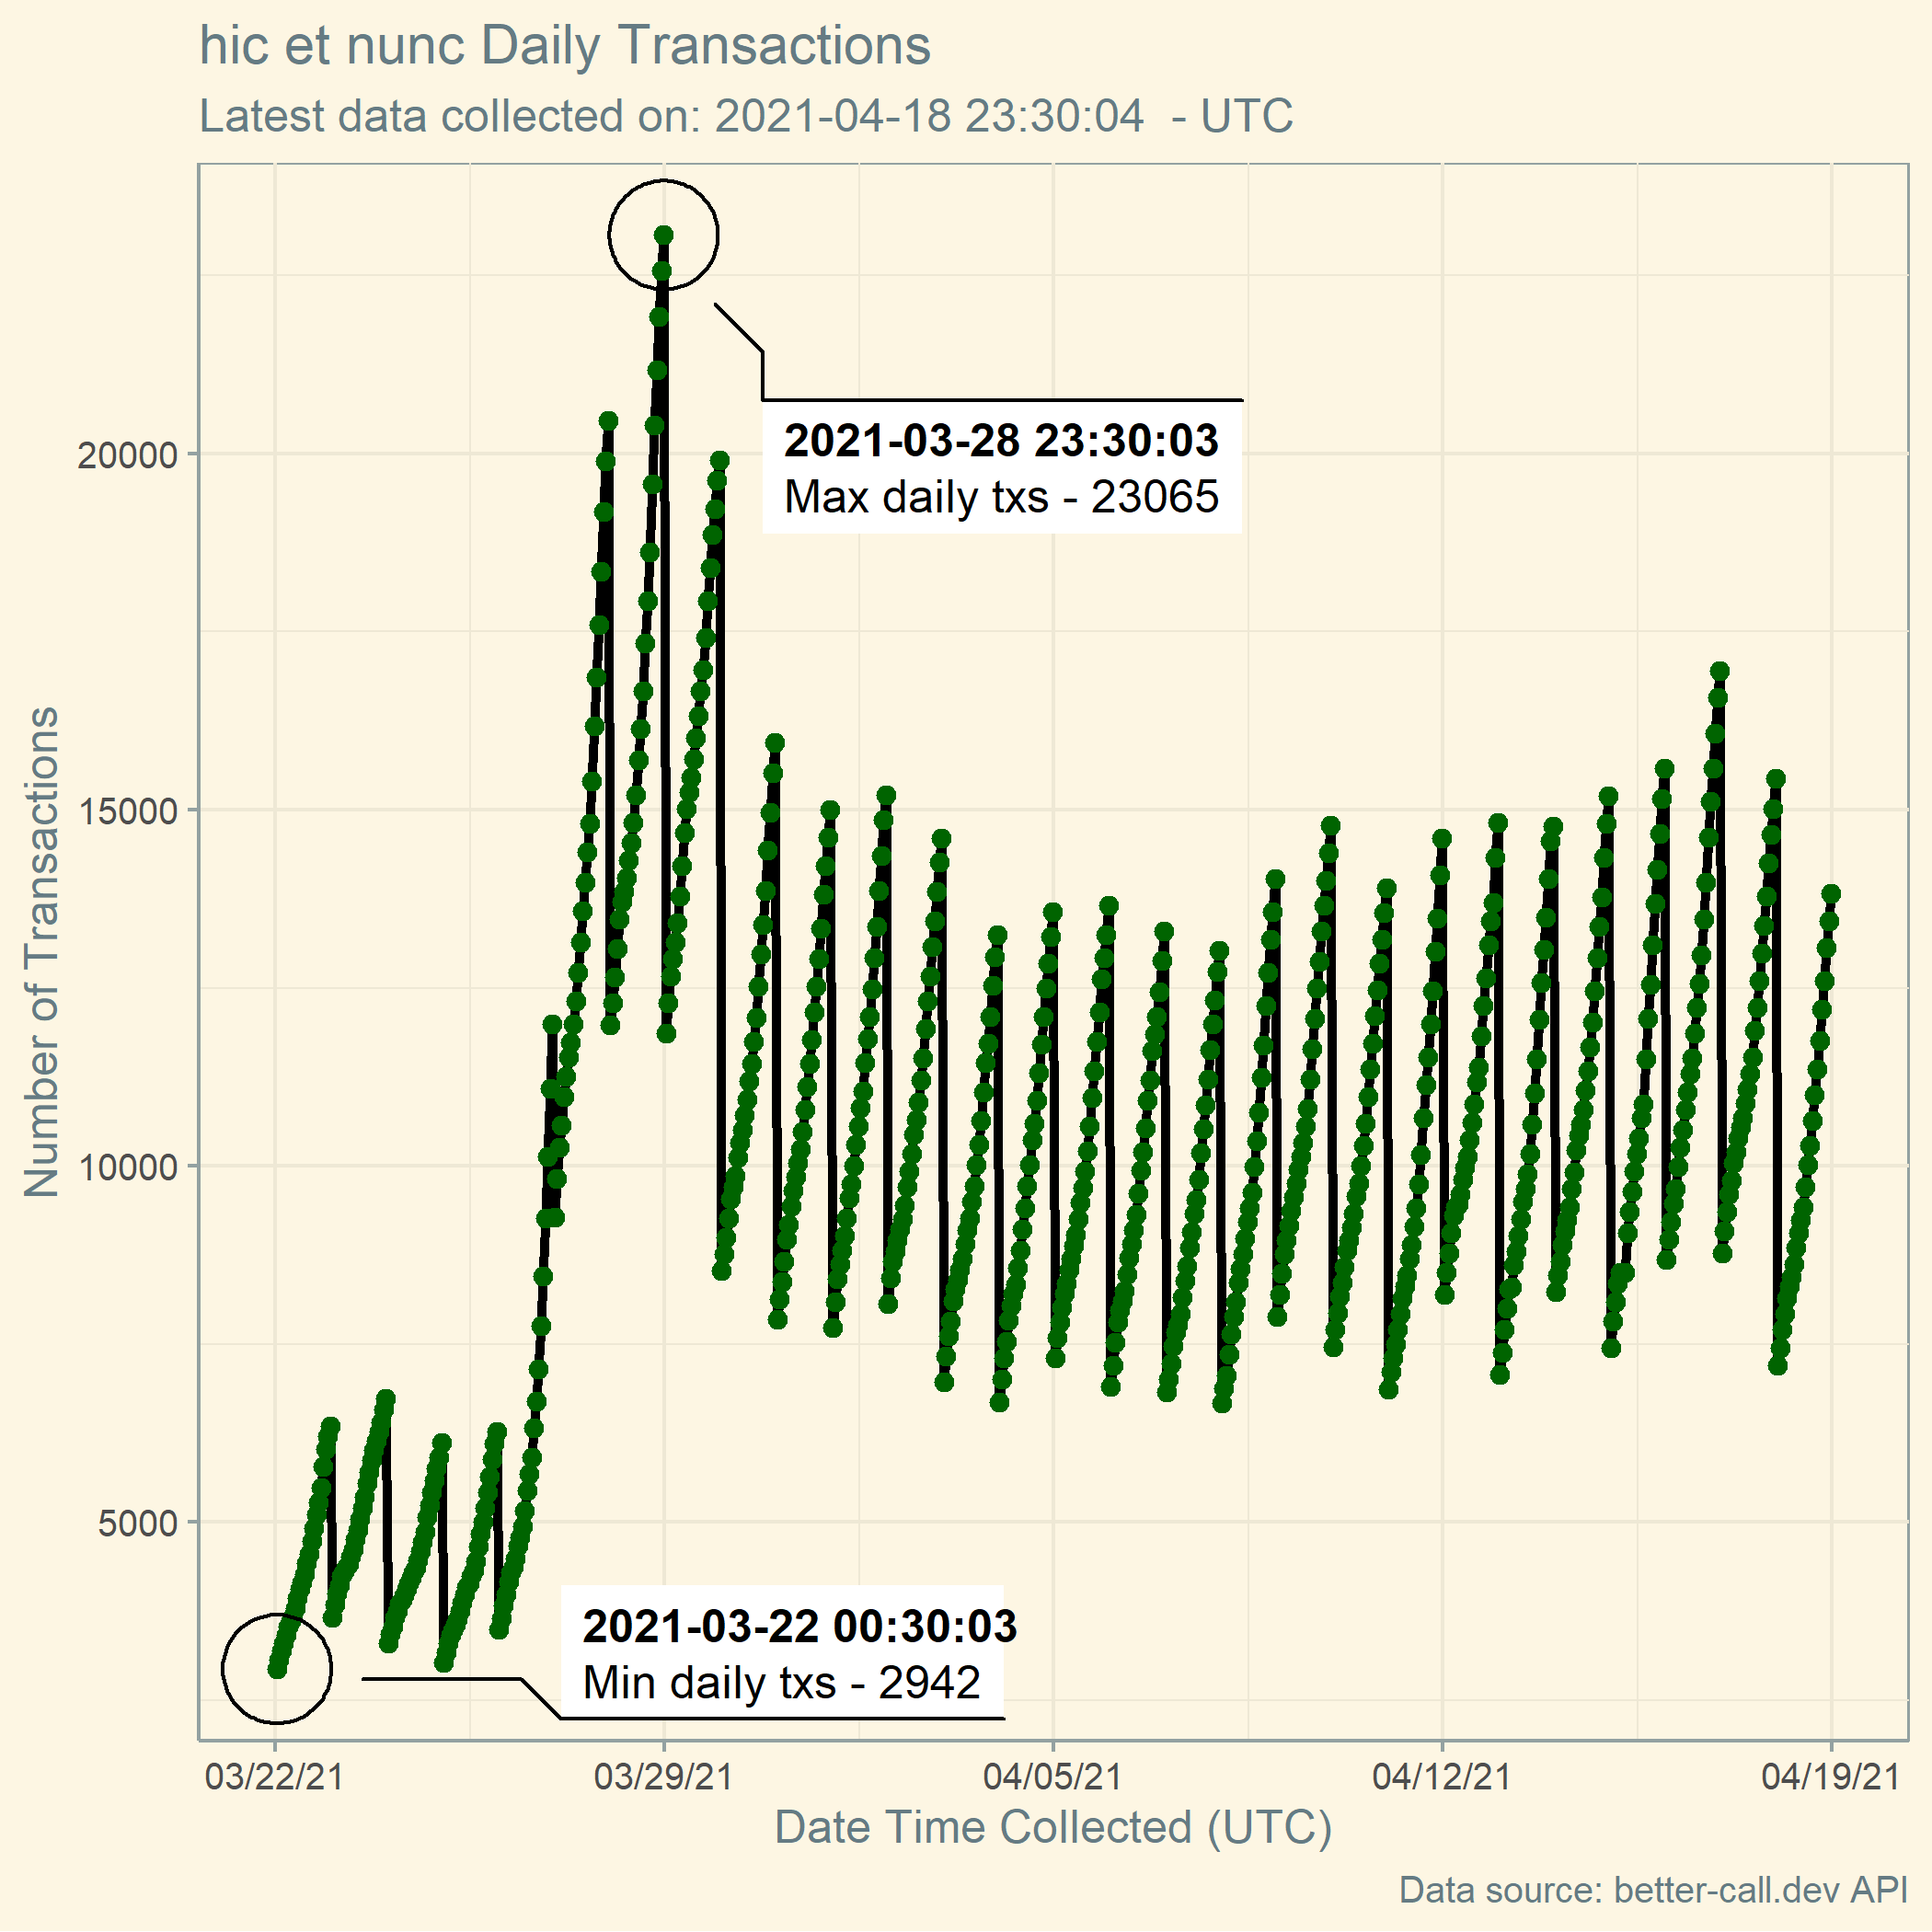 hic et nunc Daily Transactions
Latest data collected on: 2021-04-18 23:30:04  - UTC
Number of Transactions
20000
15000
10000
5000
2021-03-28 23:30:03
Max daily txs - 23065
2021-03-22 00:30:03
Min daily txs - 2942
03/22/21
03/29/21
04/05/21
04/12/21
04/19/21
Date Time Collected (UTC)
Data source: better-call.dev API